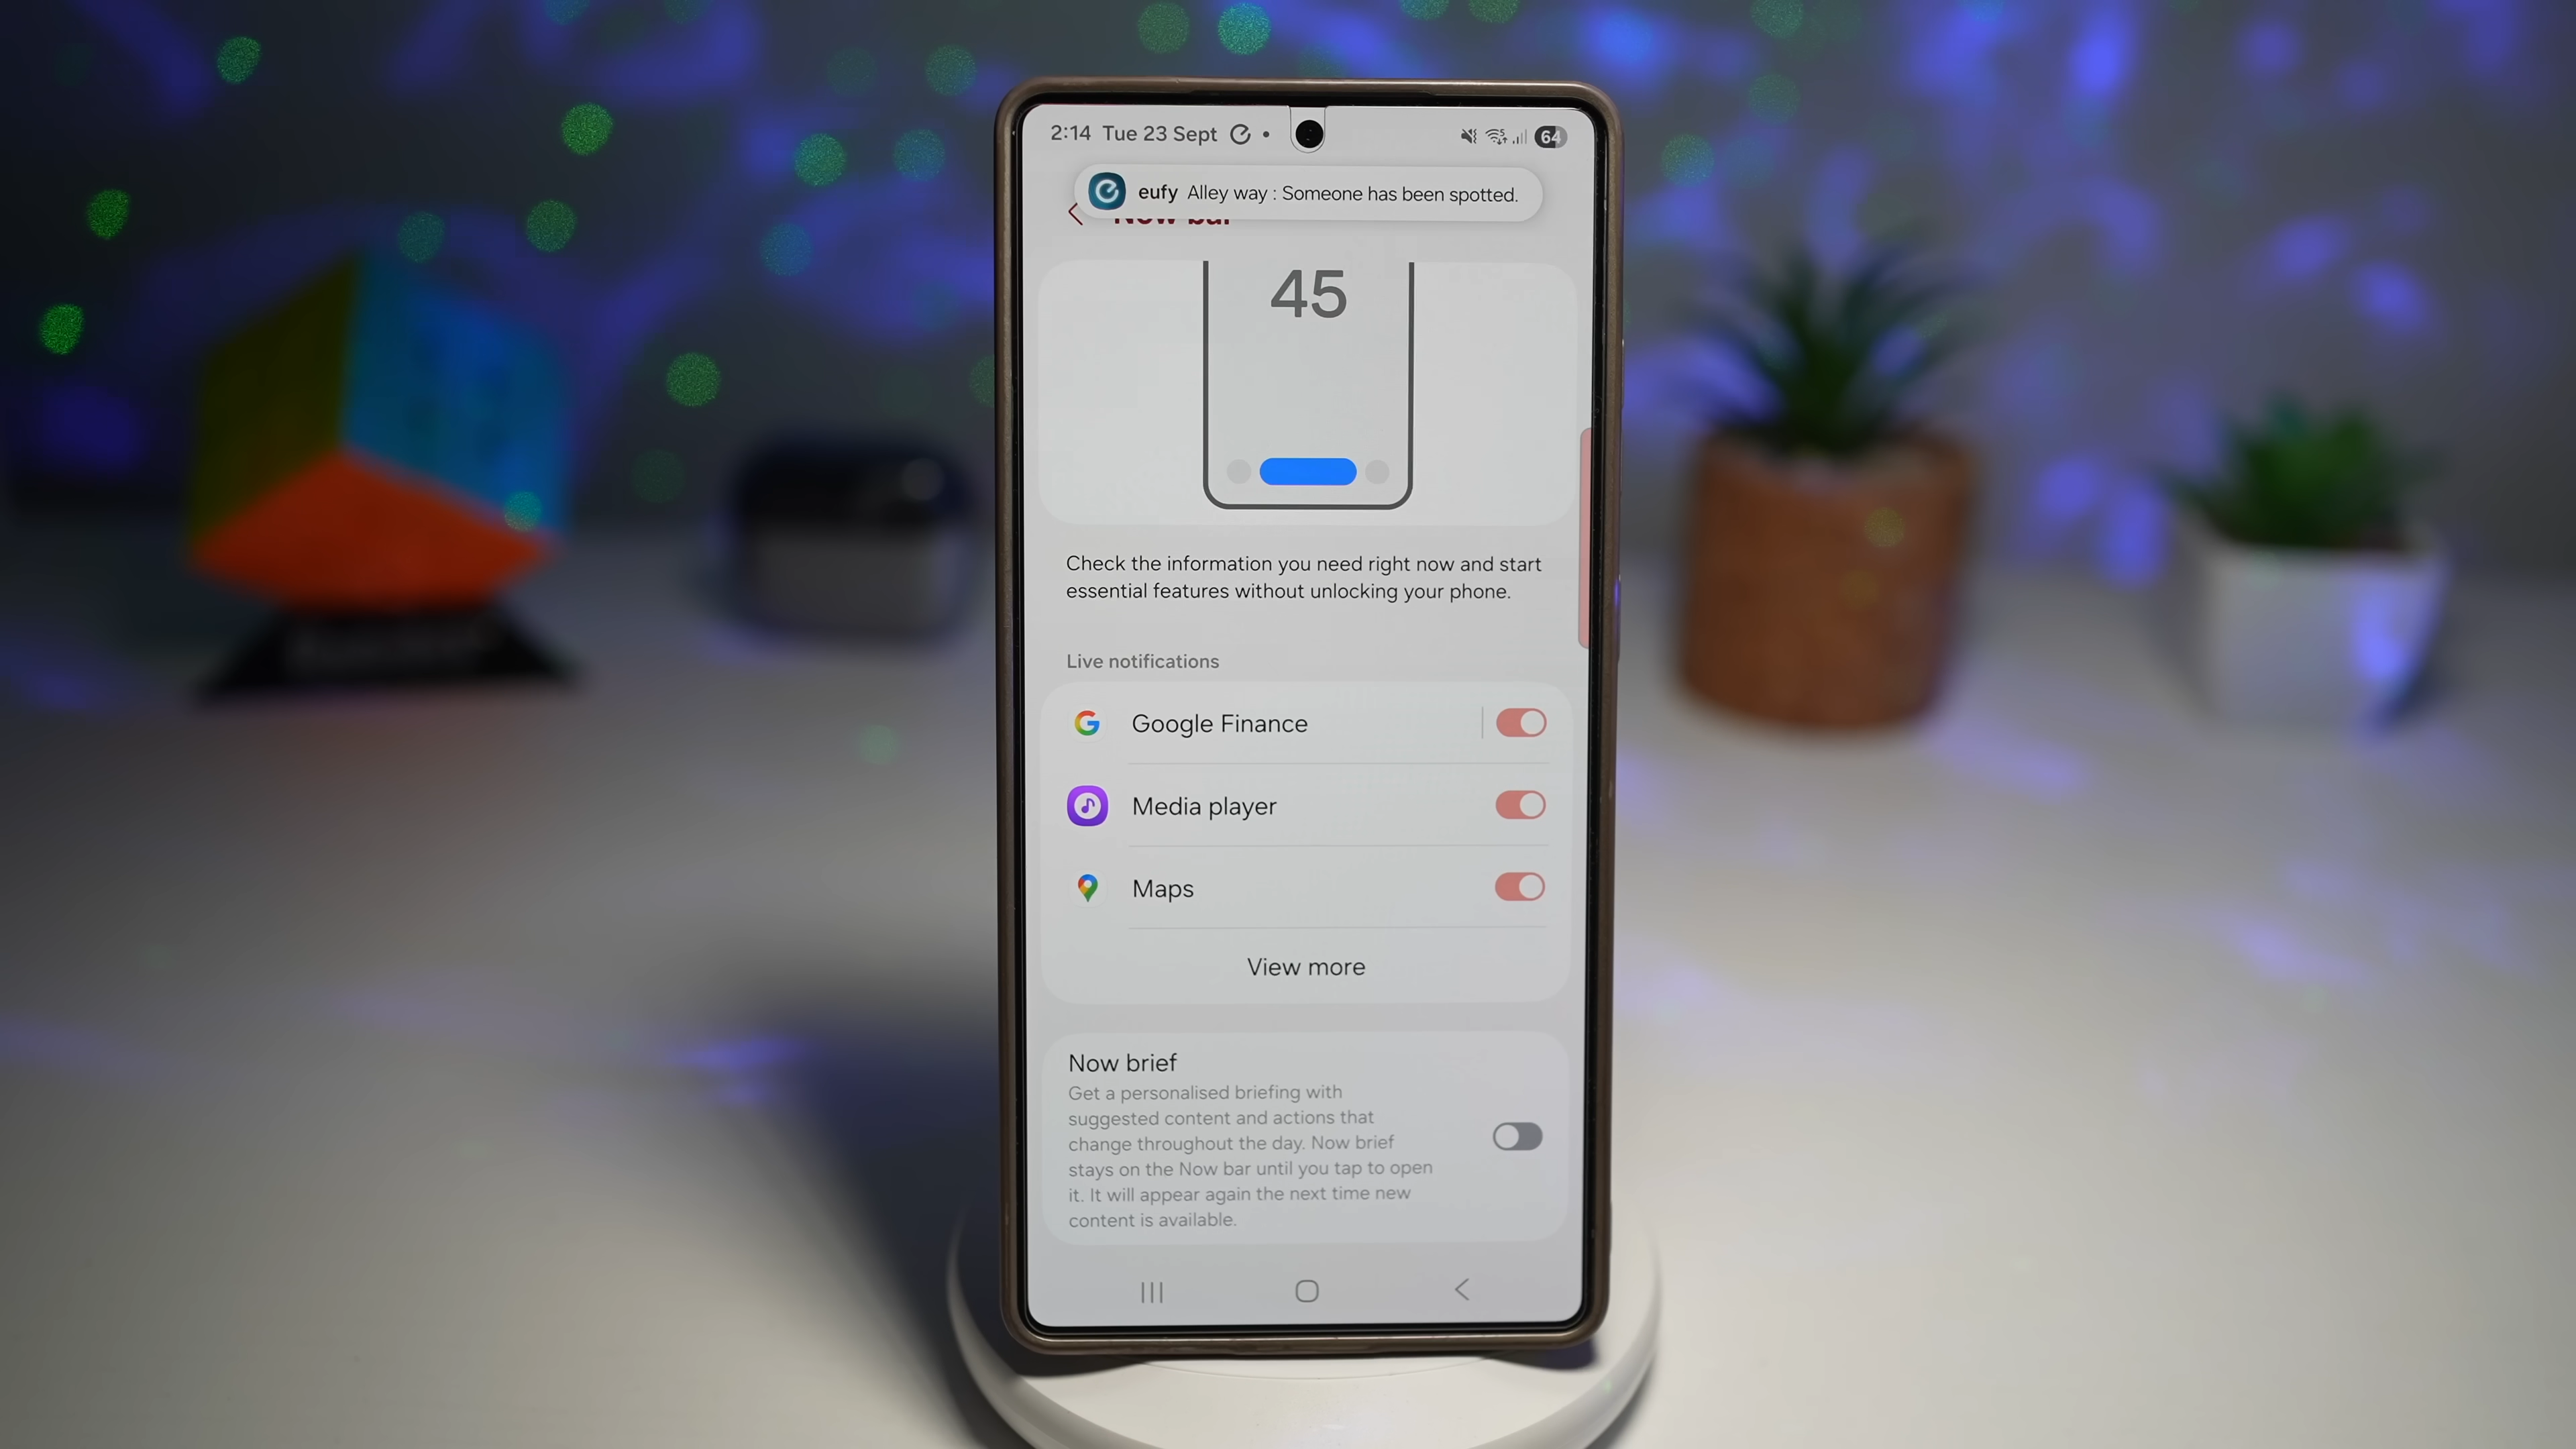 2:14 Tue 23 Sept
64
eufy Alley way : Someone has been spotted.
Now bar
45
Check the information you need right now and start
essential features without unlocking your phone.
Live notifications
Google Finance
Media player
Maps
View more
Now brief
Get a personalised briefing with
suggested content and actions that
change throughout the day. Now brief
stays on the Now bar until you tap to open
it. It will appear again the next time new
content is available.